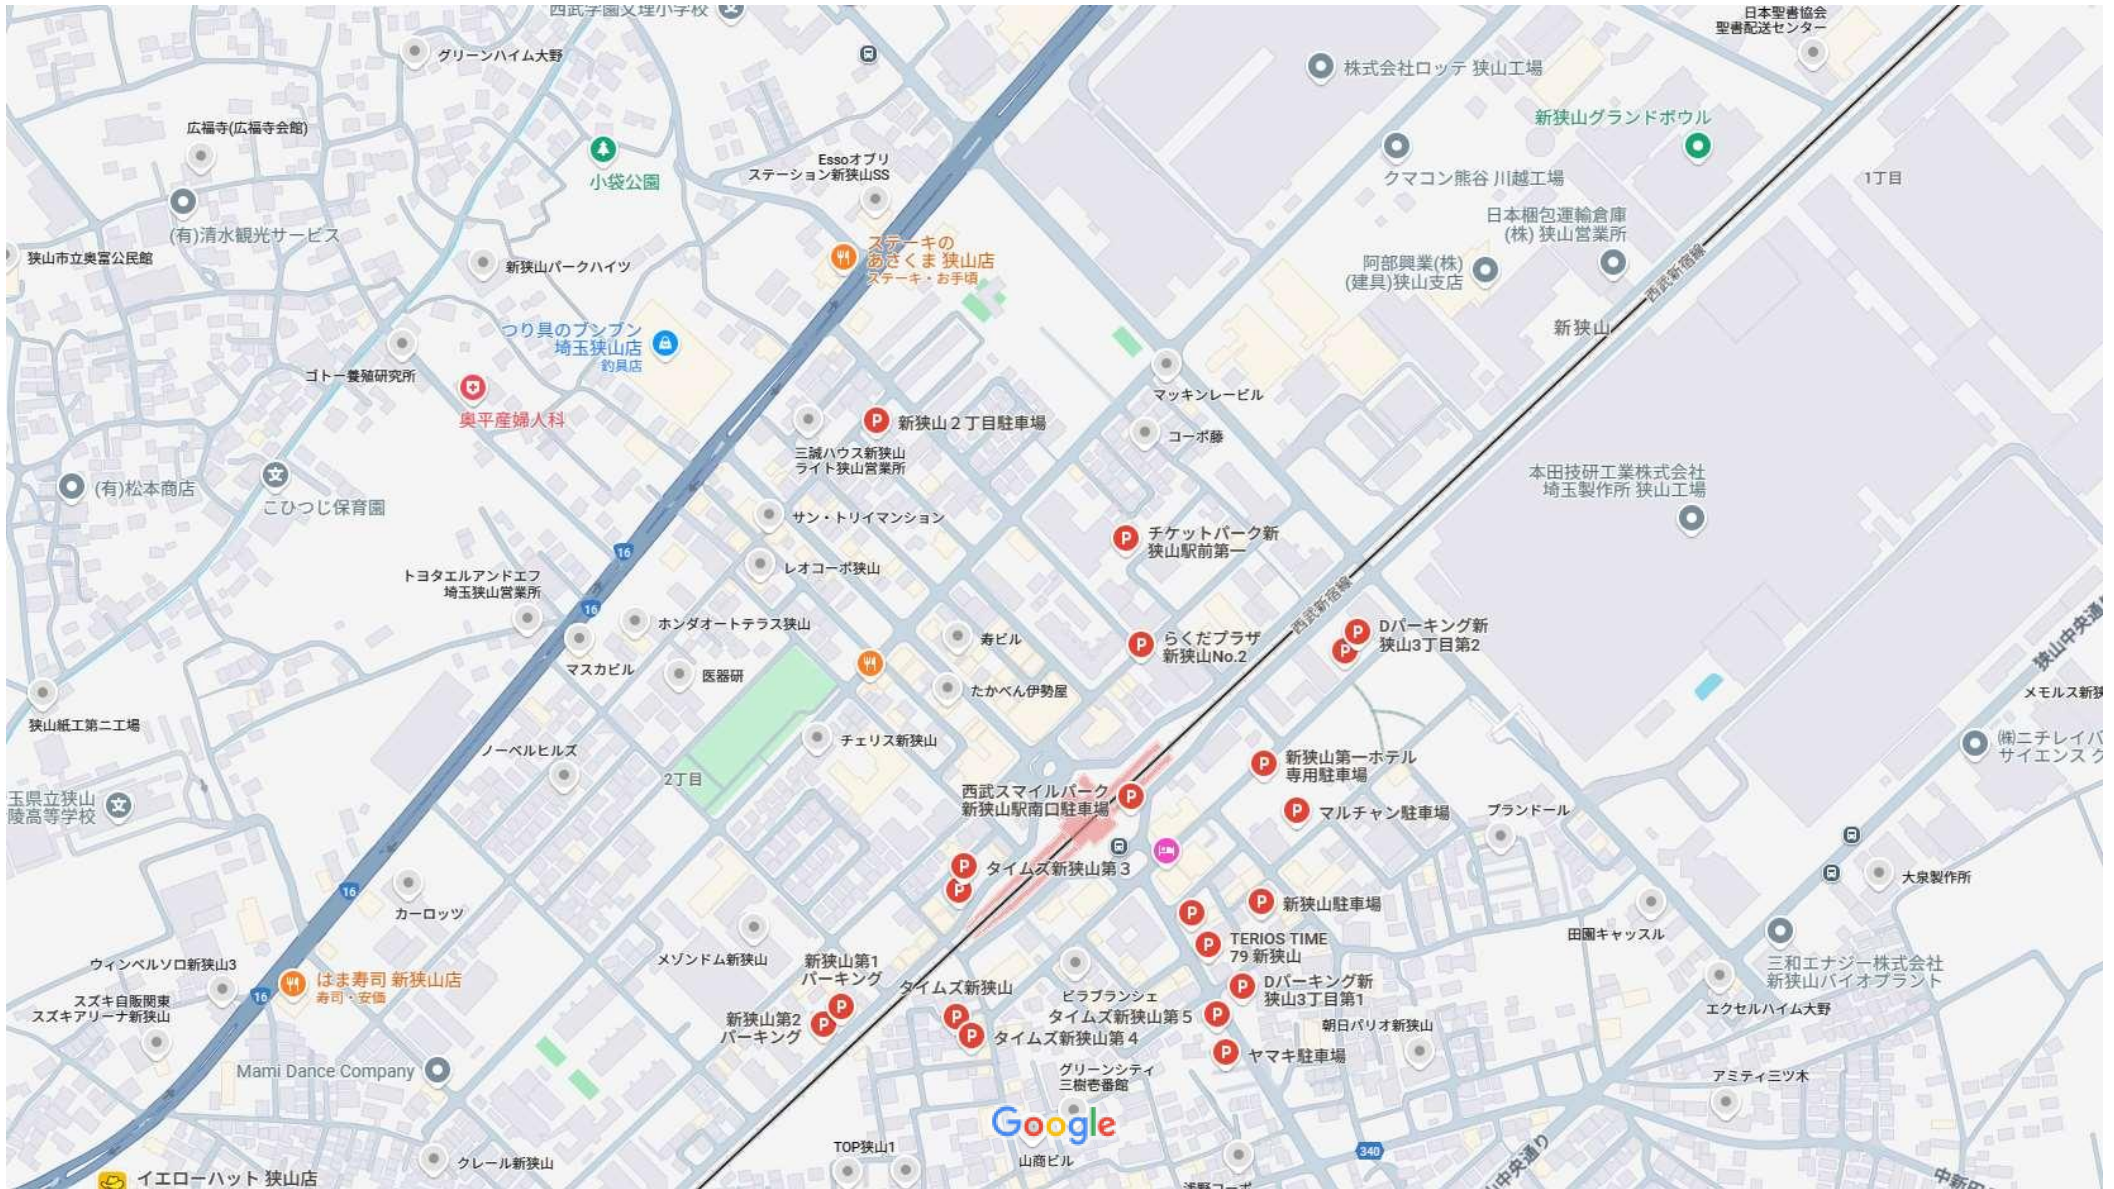 西武学園文理小学校
グリーンハイム大野
日本聖書協会
聖書配送センター
株式会社ロッテ 狭山工場
新狭山グランドボウル
広福寺(広福寺会館)
Essoオブリ
ステーション新狭山SS
小袋公園
クマコン熊谷 川越工場
1丁目
(有)清水観光サービス
日本梱包運輸倉庫
(株) 狭山営業所
狭山市立奥富公民館
新狭山パークハイツ
ステーキの
あさくま 狭山店
ステーキ・お手頃
阿部興業(株)
(建具)狭山支店
西武新宿線
新狭山
つり具のブンブン
埼玉狭山店
釣具店
ゴトー養殖研究所
奥平産婦人科
マッキンレービル
新狭山２丁目駐車場
コーポ藤
三誠ハウス新狭山
ライト狭山営業所
(有)松本商店
こひつじ保育園
本田技研工業株式会社
埼玉製作所 狭山工場
サン・トリイマンション
チケットパーク新
狭山駅前第一
16
レオコーポ狭山
トヨタエルアンドエフ
埼玉狭山営業所
16
西武新宿線
ホンダオートテラス狭山
寿ビル
らくだプラザ
新狭山No.2
Dパーキング新
狭山3丁目第2
狭山中央通り
マスカビル
医器研
たかべん伊勢屋
メモルス新狭
狭山紙工第二工場
ノーベルヒルズ
チェリス新狭山
2丁目
新狭山第一ホテル
専用駐車場
㈱ニチレイバ
サイエンス ク
玉県立狭山
陵高等学校
西武スマイルパーク
新狭山駅南口駐車場
マルチャン駐車場
ブランドール
タイムズ新狭山第３
大泉製作所
16
カーロッツ
新狭山駐車場
田園キャッスル
TERIOS TIME
79 新狭山
メゾンドム新狭山
新狭山第1
パーキング
ウィンベルソロ新狭山3
はま寿司 新狭山店
寿司・安価
16
三和エナジー株式会社
新狭山バイオプラント
タイムズ新狭山
ビラブランシェ
Dパーキング新
狭山3丁目第1
スズキ自販関東
スズキアリーナ新狭山
新狭山第2
パーキング
タイムズ新狭山第５
エクセルハイム大野
タイムズ新狭山第４
朝日パリオ新狭山
ヤマキ駐車場
Mami Dance Company
グリーンシティ
三樹壱番館
アミティ三ツ木
Google
TOP狭山1
山商ビル
340
クレール新狭山
山中央通り
イエローハット 狭山店
浅野コーポ
中新田